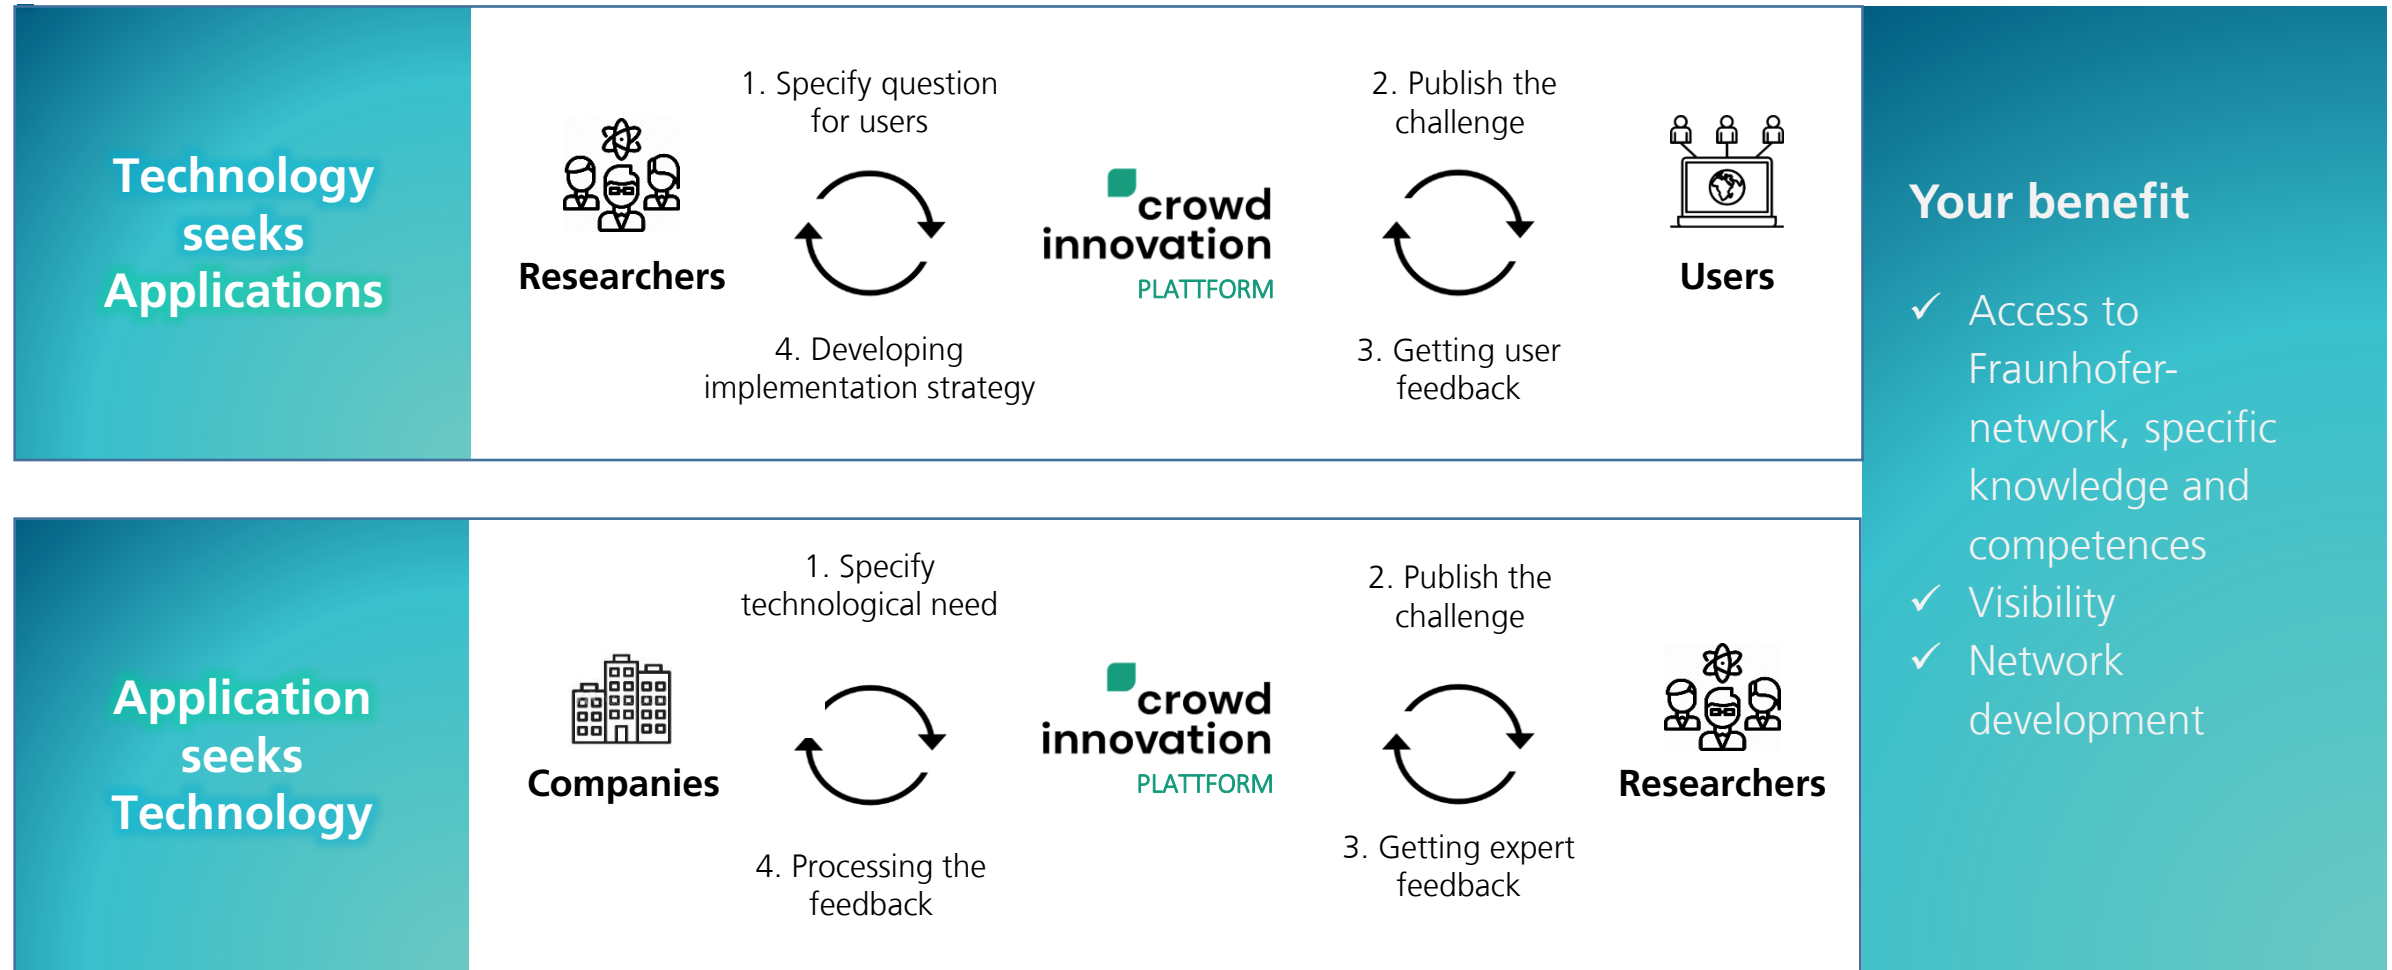 Technology
seeks
Applications
1. Specify question
for users
2. Publish the
challenge
Researchers
crowd
innovation
PLATTFORM
Users
4. Developing
implementation strategy
3. Getting user
feedback
Application
seeks
Technology
1. Specify
technological need
2. Publish the
challenge
Companies
crowd
innovation
PLATTFORM
Researchers
4. Processing the
feedback
3. Getting expert
feedback
Your benefit
✓ Access to
Fraunhofer-
network, specific
knowledge and
competences
✓ Visibility
✓ Network
development